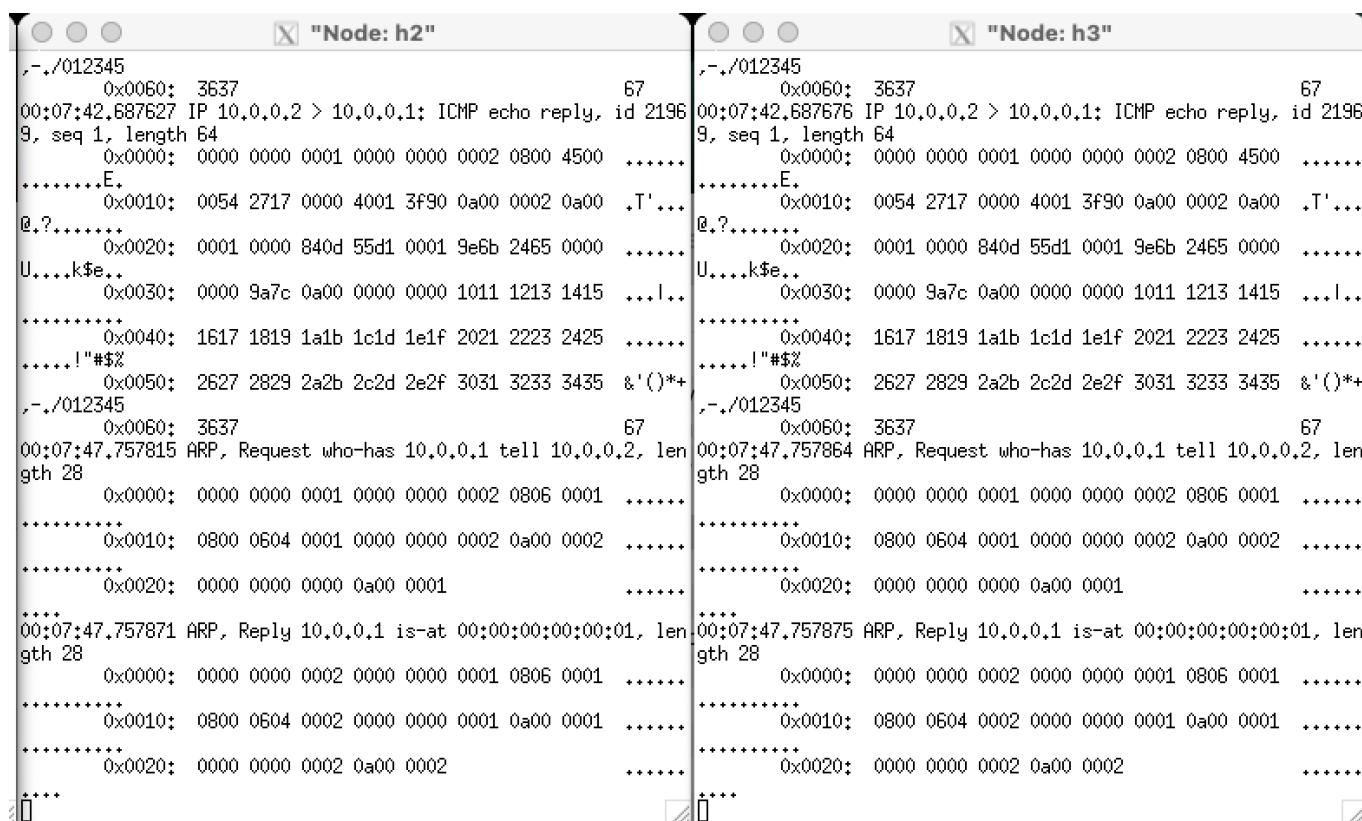 "Node: h2"
,-./012345
0x0060: 3637 67
00:07:42.687627 IP 10.0.0.2 > 10.0.0.1: ICMP echo reply, id 2196
9, seq 1, length 64
0x0000: 0000 0000 0001 0000 0000 0002 0800 4500 ......
........E.
0x0010: 0054 2717 0000 4001 3f90 0a00 0002 0a00 .T'...
@.?.......
0x0020: 0001 0000 840d 55d1 0001 9e6b 2465 0000 ......
U....k$e..
0x0030: 0000 9a7c 0a00 0000 0000 1011 1213 1415 ...|..
..........
0x0040: 1617 1819 1a1b 1c1d 1e1f 2021 2223 2425 ......
.....!"#$%
0x0050: 2627 2829 2a2b 2c2d 2e2f 3031 3233 3435 &'()*+
,-./012345
0x0060: 3637 67
00:07:47.757815 ARP, Request who-has 10.0.0.1 tell 10.0.0.2, len
gth 28
0x0000: 0000 0000 0001 0000 0000 0002 0806 0001 ......
..........
0x0010: 0800 0604 0001 0000 0000 0002 0a00 0002 ......
..........
0x0020: 0000 0000 0000 0a00 0001 ......
....
00:07:47.757871 ARP, Reply 10.0.0.1 is-at 00:00:00:00:00:01, len
gth 28
0x0000: 0000 0000 0002 0000 0000 0001 0806 0001 ......
..........
0x0010: 0800 0604 0002 0000 0000 0001 0a00 0001 ......
..........
0x0020: 0000 0000 0002 0a00 0002 ......
....
"Node: h3"
,-./012345
0x0060: 3637 67
00:07:42.687676 IP 10.0.0.2 > 10.0.0.1: ICMP echo reply, id 2196
9, seq 1, length 64
0x0000: 0000 0000 0001 0000 0000 0002 0800 4500 ......
........E.
0x0010: 0054 2717 0000 4001 3f90 0a00 0002 0a00 .T'...
@.?.......
0x0020: 0001 0000 840d 55d1 0001 9e6b 2465 0000 ......
U....k$e..
0x0030: 0000 9a7c 0a00 0000 0000 1011 1213 1415 ...|..
..........
0x0040: 1617 1819 1a1b 1c1d 1e1f 2021 2223 2425 ......
.....!"#$%
0x0050: 2627 2829 2a2b 2c2d 2e2f 3031 3233 3435 &'()*+
,-./012345
0x0060: 3637 67
00:07:47.757864 ARP, Request who-has 10.0.0.1 tell 10.0.0.2, len
gth 28
0x0000: 0000 0000 0001 0000 0000 0002 0806 0001 ......
..........
0x0010: 0800 0604 0001 0000 0000 0002 0a00 0002 ......
..........
0x0020: 0000 0000 0000 0a00 0001 ......
....
00:07:47.757875 ARP, Reply 10.0.0.1 is-at 00:00:00:00:00:01, len
gth 28
0x0000: 0000 0000 0002 0000 0000 0001 0806 0001 ......
..........
0x0010: 0800 0604 0002 0000 0000 0001 0a00 0001 ......
..........
0x0020: 0000 0000 0002 0a00 0002 ......
....